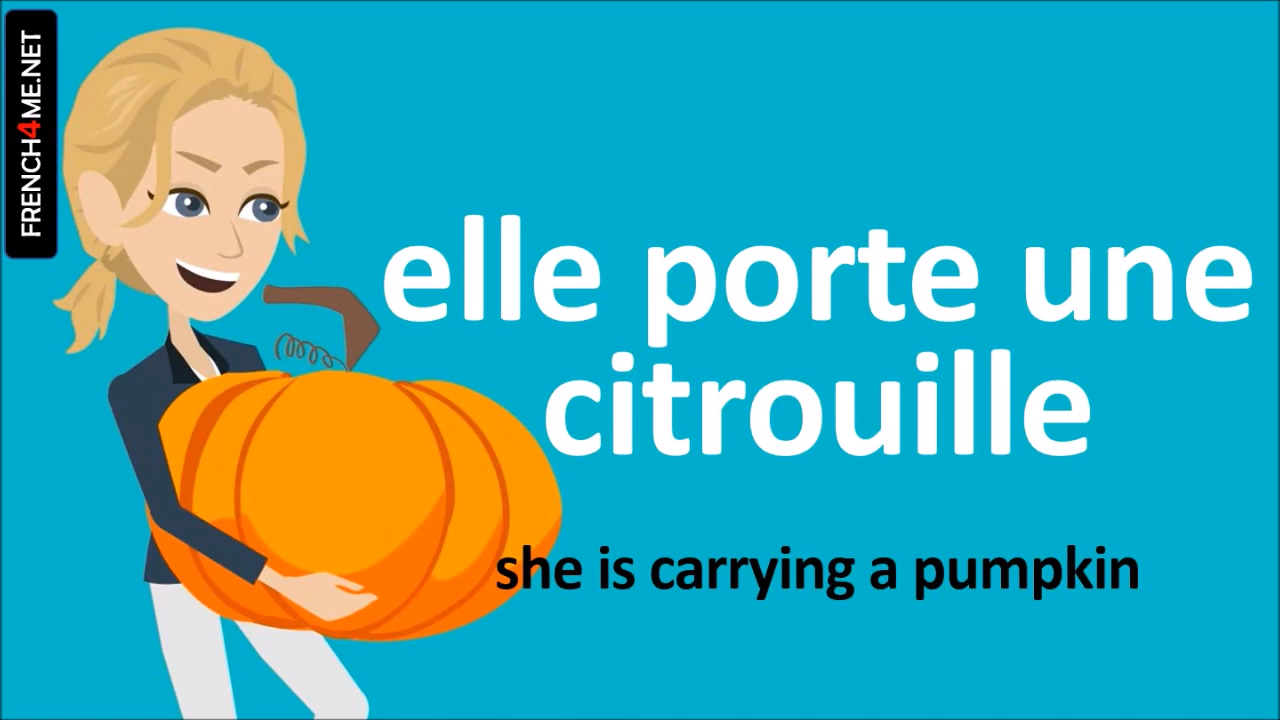 FRENCH4ME.NET
elle porte une
citrouille
she is carrying a pumpkin